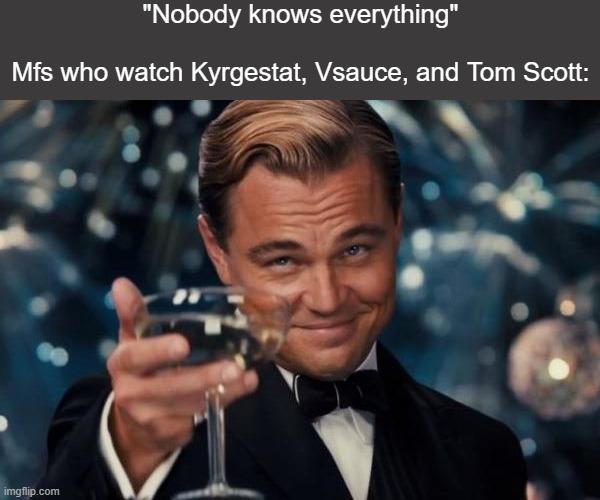 "Nobody knows everything"
Mfs who watch Kyrgestat, Vsauce, and Tom Scott:
imgflip.com